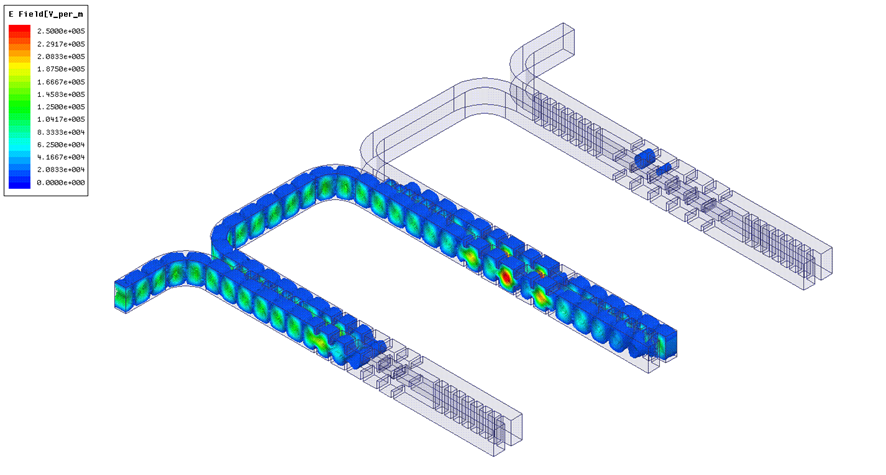 E Field[V_per_m
2.5000e+005
2.2917e+005
2.0833e+005
1.8750e+005
1.6667e+005
1.4583e+005
1.2500e+005
1.0417e+005
8.3333e+004
6.2500e+004
4.1667e+004
2.0833e+004
0.0000e+000